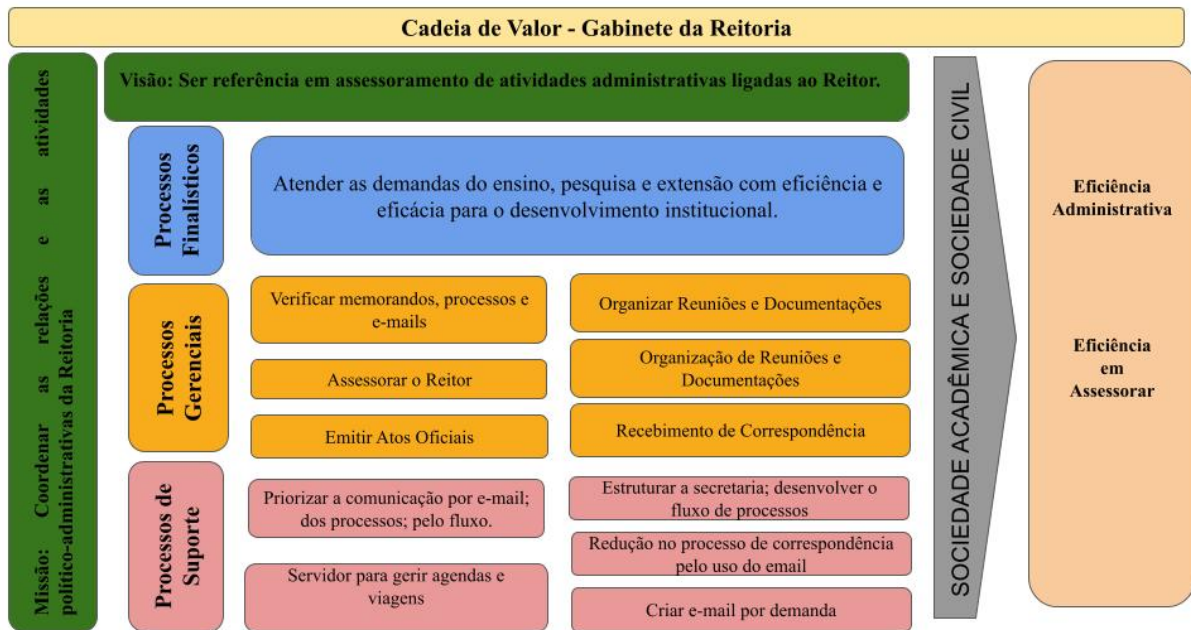 Cadeia de Valor - Gabinete da Reitoria
Missão: Coordenar as relações e as atividades
político-administrativas da Reitoria
Visão: Ser referência em assessoramento de atividades administrativas ligadas ao Reitor.
Processos
Finalísticos
Atender as demandas do ensino, pesquisa e extensão com eficiência e
eficácia para o desenvolvimento institucional.
Processos
Gerenciais
Verificar memorandos, processos e
e-mails
Organizar Reuniões e Documentações
Assessorar o Reitor
Organização de Reuniões e
Documentações
Emitir Atos Oficiais
Recebimento de Correspondência
Processos de
Suporte
Priorizar a comunicação por e-mail;
dos processos; pelo fluxo.
Estruturar a secretaria; desenvolver o
fluxo de processos
Redução no processo de correspondência
pelo uso do email
Servidor para gerir agendas e
viagens
Criar e-mail por demanda
SOCIEDADE ACADÊMICA E SOCIEDADE CIVIL
Eficiência
Administrativa
Eficiência
em
Assessorar